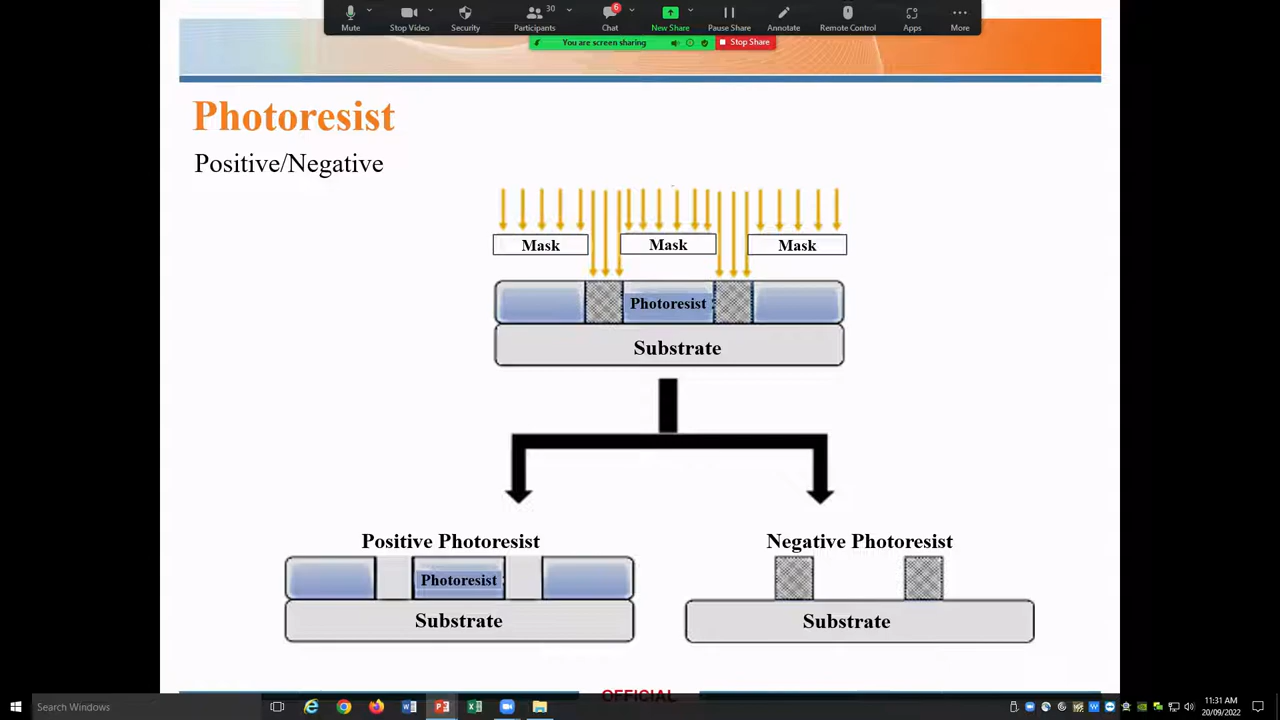 30
6
Mute
Stop Video
Security
Participants
Chat
New Share
Pause Share
Annotate
Remote Control
Apps
More
You are screen sharing
Stop Share
Photoresist
Positive/Negative
Mask
Mask
Mask
Photoresist
Substrate
Positive Photoresist
Negative Photoresist
Photoresist
Substrate
Substrate
OFFICIAL
Search Windows
11:31 AM
20/09/2022